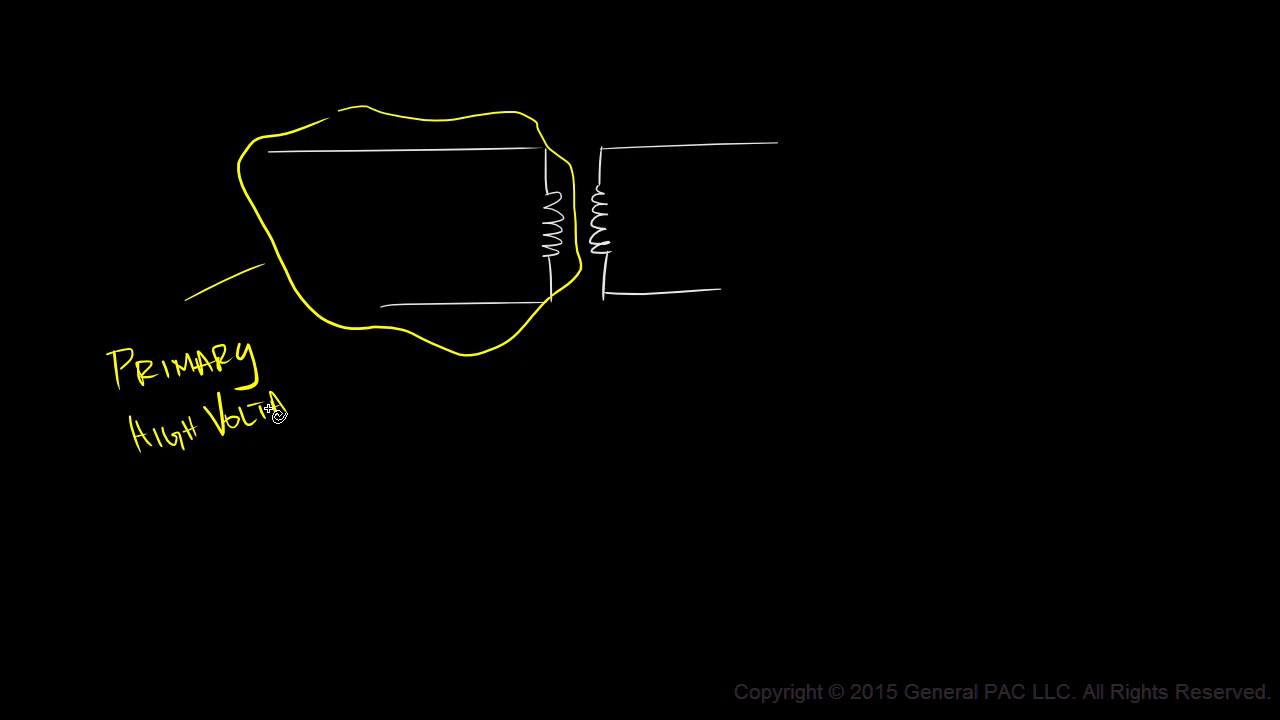 PRIMARY
HIGH VOLTA
Copyright © 2015 General PAC LLC. All Rights Reserved.